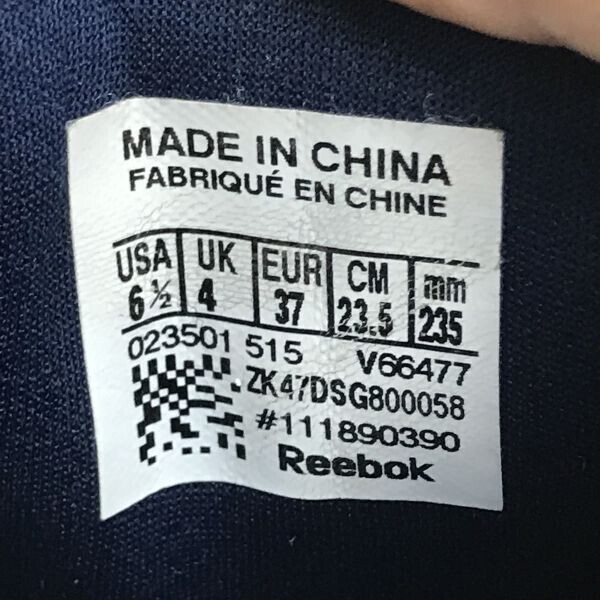 MADE IN CHINA
FABRIQUÉ EN CHINE
USA UK EUR CM mm
6 ½ 4 37 23.5 235
023501 515 V66477
ZK47DSG800058
#111890390
Reebok